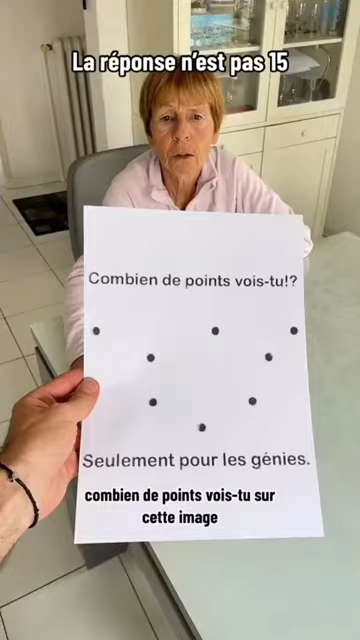 La réponse n'est pas 15
Combien de points vois-tu!?
Seulement pour les génies.
combien de points vois-tu sur
cette image